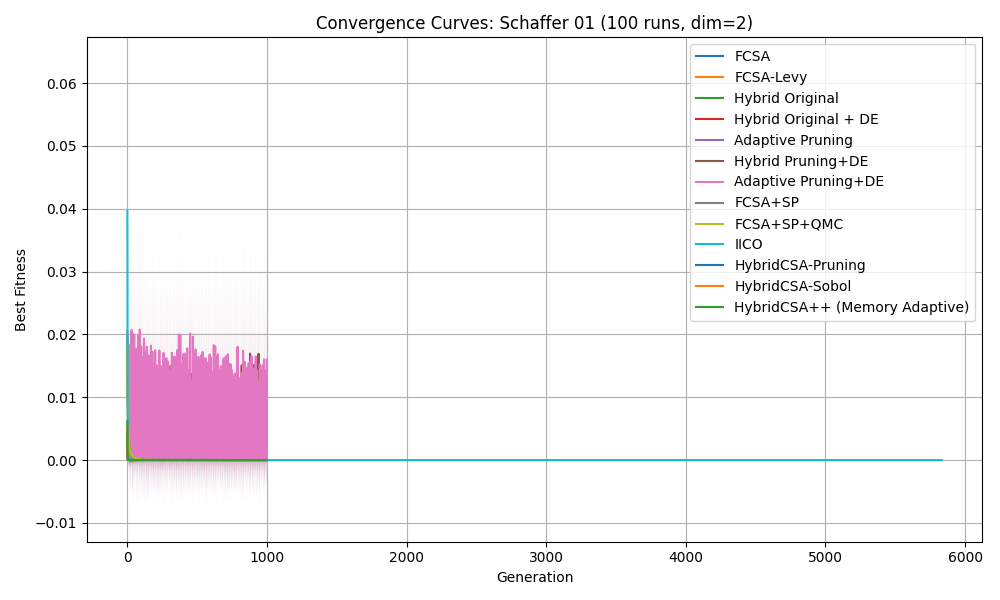 Convergence Curves: Schaffer 01 (100 runs, dim=2)
FCSA
FCSA-Levy
Hybrid Original
Hybrid Original + DE
Adaptive Pruning
Hybrid Pruning+DE
Adaptive Pruning+DE
FCSA+SP
FCSA+SP+QMC
IICO
HybridCSA-Pruning
HybridCSA-Sobol
HybridCSA++ (Memory Adaptive)
Best Fitness
0.06
0.05
0.04
0.03
0.02
0.01
0.00
−0.01
0 1000 2000 3000 4000 5000 6000
Generation